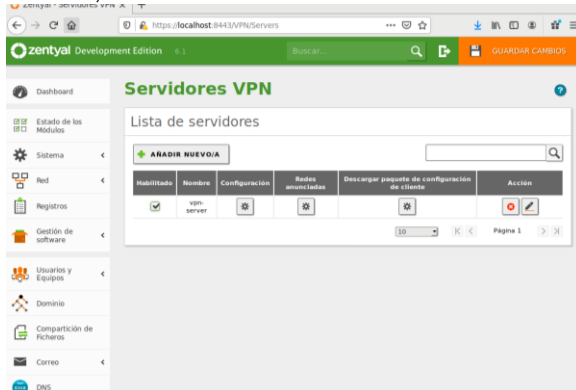 Zentyal - Servidores VPN
https://localhost:8443/VPN/Servers
zentyal Development Edition 6.1
Buscar...
GUARDAR CAMBIOS
Dashboard
Estado de los
Módulos
Sistema
Red
Registros
Gestión de
software
Usuarios y
Equipos
Dominio
Compartición de
Ficheros
Correo
DNS
Servidores VPN
Lista de servidores
AÑADIR NUEVO/A
Habilitado Nombre Configuración Redes anunciadas Descargar paquete de configuración de cliente Acción
vpn-
server
10
Página 1